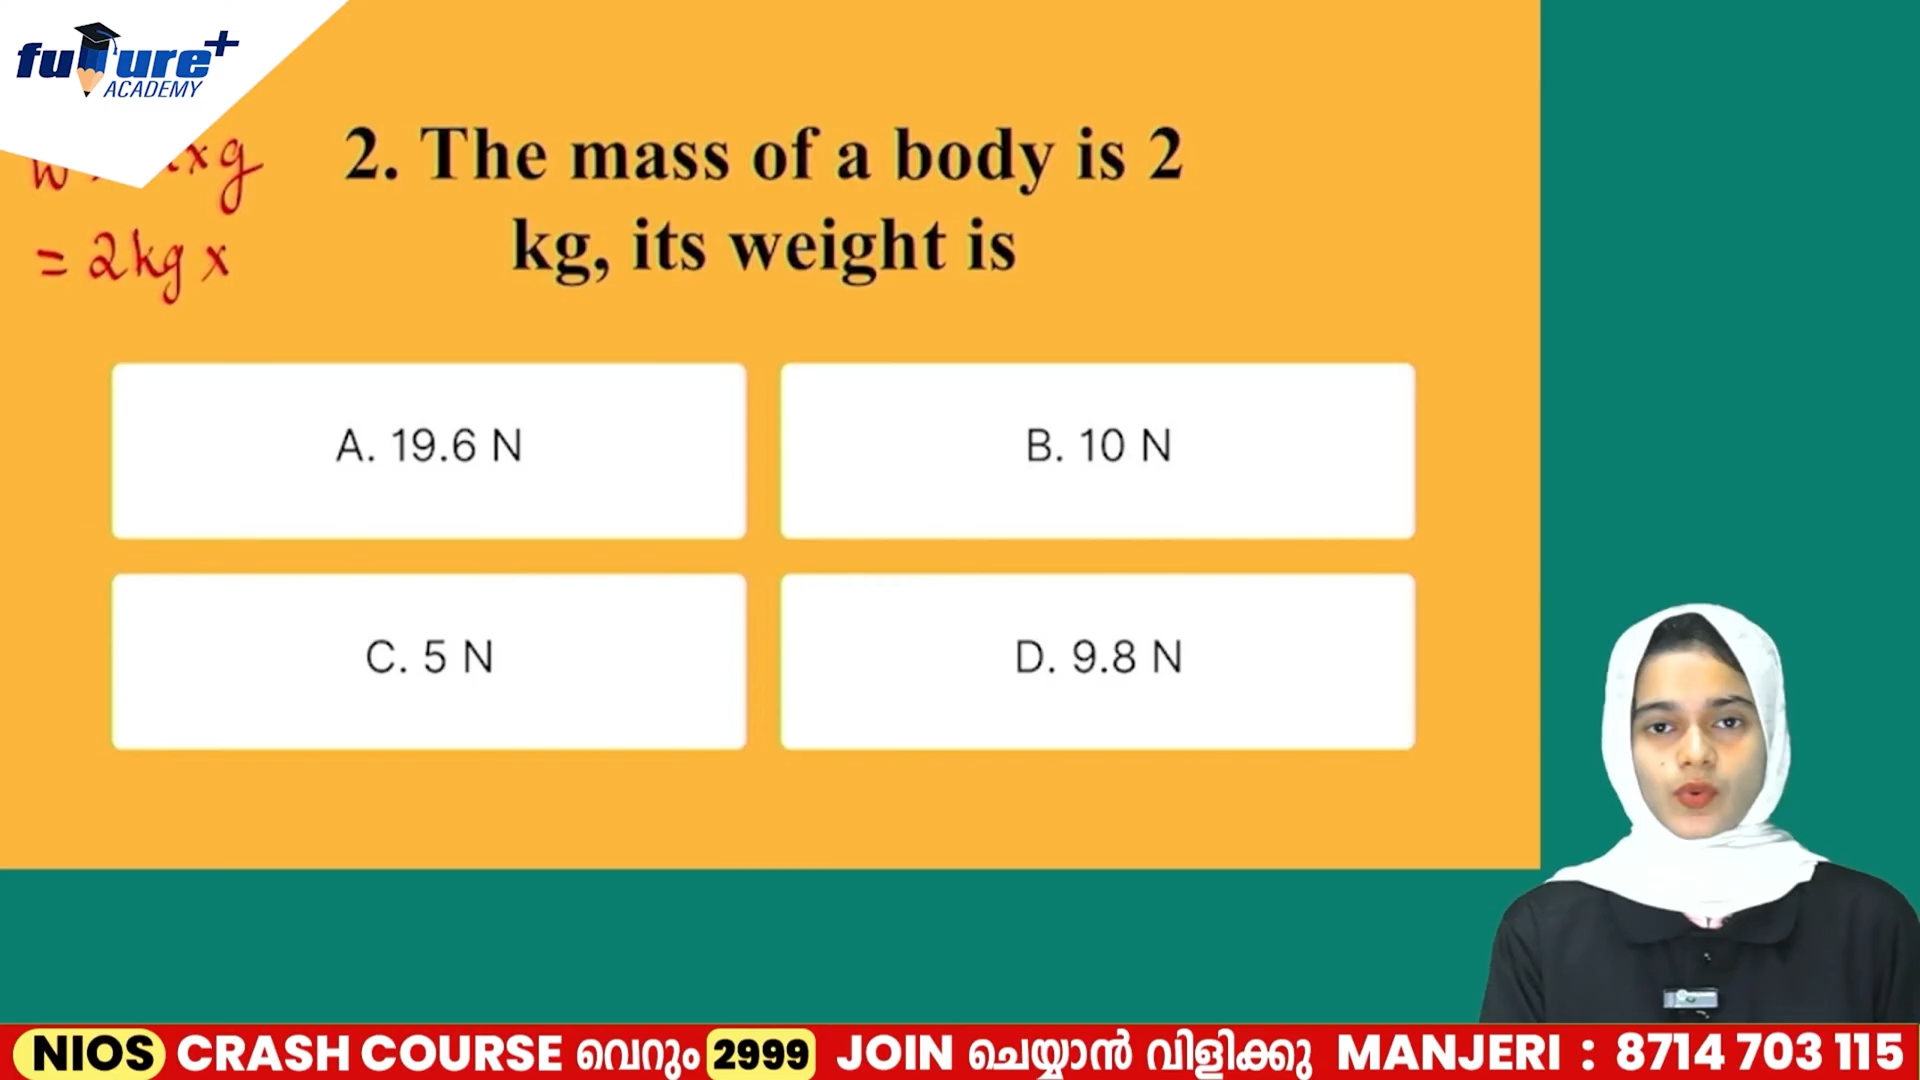 future+
ACADEMY
x g
= 2kg x
2. The mass of a body is 2
kg, its weight is
A. 19.6 N
B. 10 N
C. 5 N
D. 9.8 N
NIOS CRASH COURSE വെറും 2999 JOIN ചെയ്യാൻ വിളിക്കു MANJERI : 8714 703 115